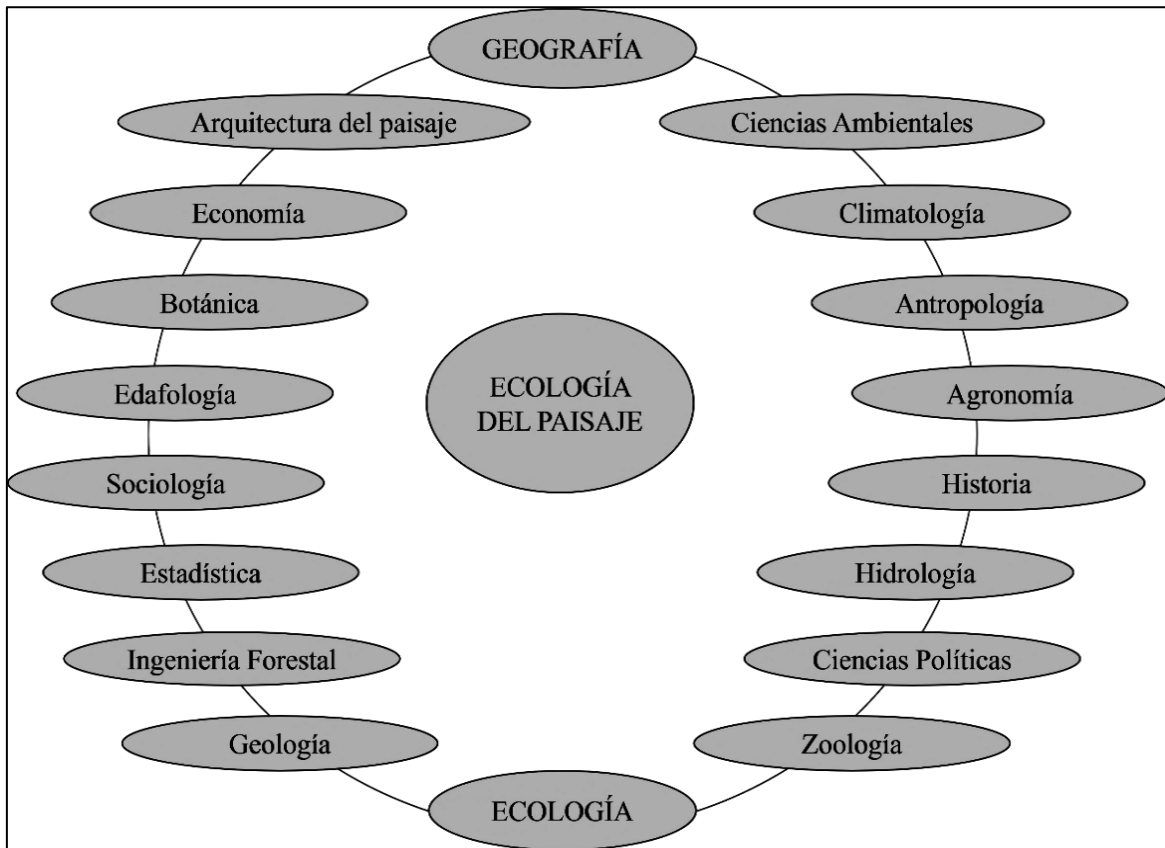 GEOGRAFÍA
Arquitectura del paisaje
Ciencias Ambientales
Economía
Climatología
Botánica
Antropología
ECOLOGÍA
DEL PAISAJE
Edafología
Agronomía
Sociología
Historia
Estadística
Hidrología
Ingeniería Forestal
Ciencias Políticas
Geología
Zoología
ECOLOGÍA